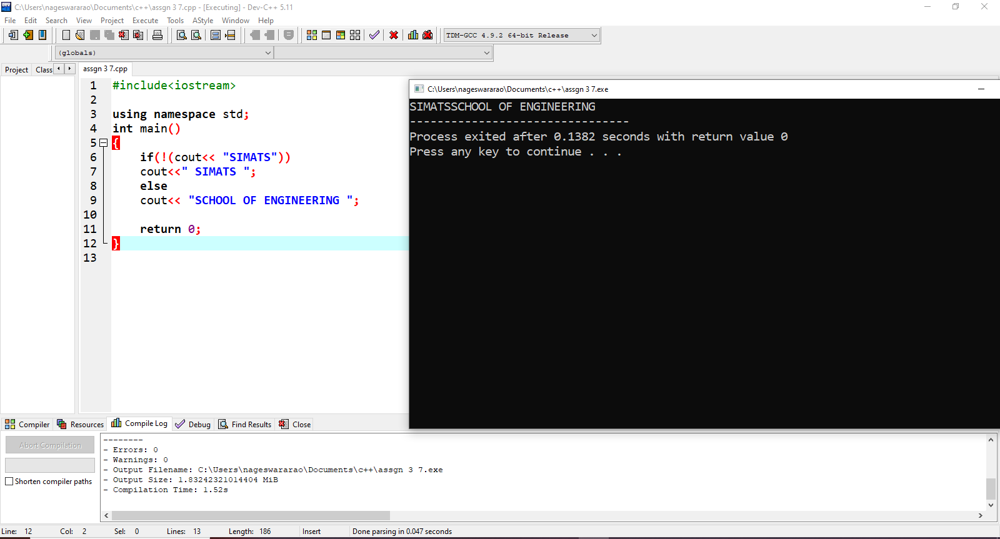 C:\Users\nageswararao\Documents\c++\assgn 3 7.cpp - [Executing] - Dev-C++ 5.11
File Edit Search View Project Execute Tools AStyle Window Help
TDM-GCC 4.9.2 64-bit Release
(globals)
Project Class
assgn 3 7.cpp
1 #include<iostream>
2
3 using namespace std;
4 int main()
5 {
6 if(!(cout<< "SIMATS"))
7 cout<<" SIMATS ";
8 else
9 cout<< "SCHOOL OF ENGINEERING ";
10
11 return 0;
12 }
13
C:\Users\nageswararao\Documents\c++\assgn 3 7.exe
SIMATSSCHOOL OF ENGINEERING
--------------------------------
Process exited after 0.1382 seconds with return value 0
Press any key to continue . . .
Compiler Resources Compile Log Debug Find Results Close
Abort Compilation
Shorten compiler paths
--------
- Errors: 0
- Warnings: 0
- Output Filename: C:\Users\nageswararao\Documents\c++\assgn 3 7.exe
- Output Size: 1.83242321014404 MiB
- Compilation Time: 1.52s
Line: 12 Col: 2 Sel: 0 Lines: 13 Length: 186 Insert Done parsing in 0.047 seconds